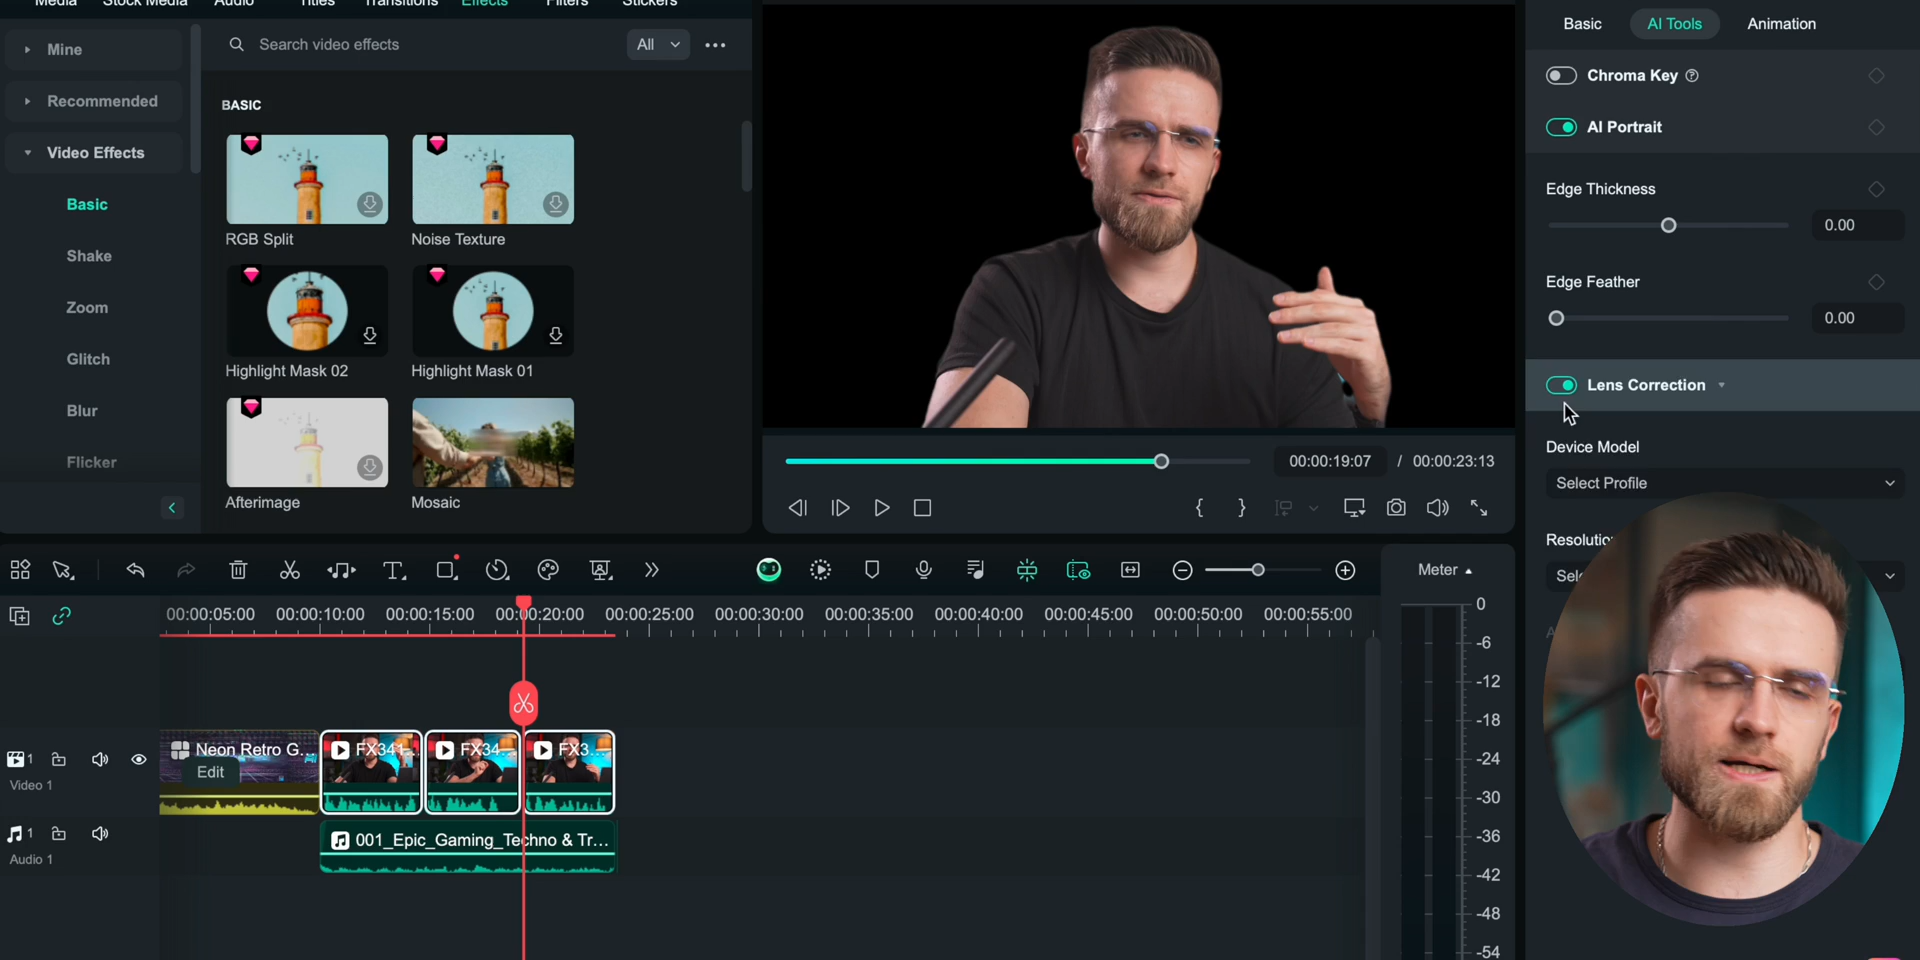 Media Stock Media Audio Titles Transitions Effects Filters Stickers
Mine
Recommended
Video Effects
Basic
Shake
Zoom
Glitch
Blur
Flicker
Search video effects
All
BASIC
RGB Split
Noise Texture
Highlight Mask 02
Highlight Mask 01
Afterimage
Mosaic
00:00:19:07 / 00:00:23:13
Basic AI Tools Animation
Chroma Key
AI Portrait
Edge Thickness
0.00
Edge Feather
0.00
Lens Correction
Device Model
Select Profile
Meter
00:00:05:00 00:00:10:00 00:00:15:00 00:00:20:00 00:00:25:00 00:00:30:00 00:00:35:00 00:00:40:00 00:00:45:00 00:00:50:00 00:00:55:00
0
-6
-12
-18
-24
-30
-36
-42
-48
-54
1
Video 1
Neon Retro G...
Edit
FX341...
FX34...
FX3...
1
Audio 1
001_Epic_Gaming_Techno & Tr...